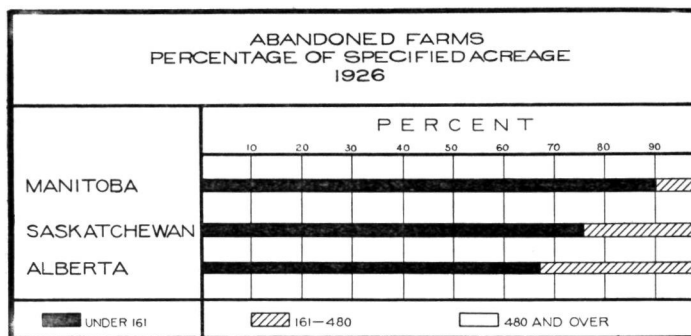 ABANDONED FARMS
PERCENTAGE OF SPECIFIED ACREAGE
1926
PERCENT
10 20 30 40 50 60 70 80 90
MANITOBA
SASKATCHEWAN
ALBERTA
UNDER 161 161-480 480 AND OVER